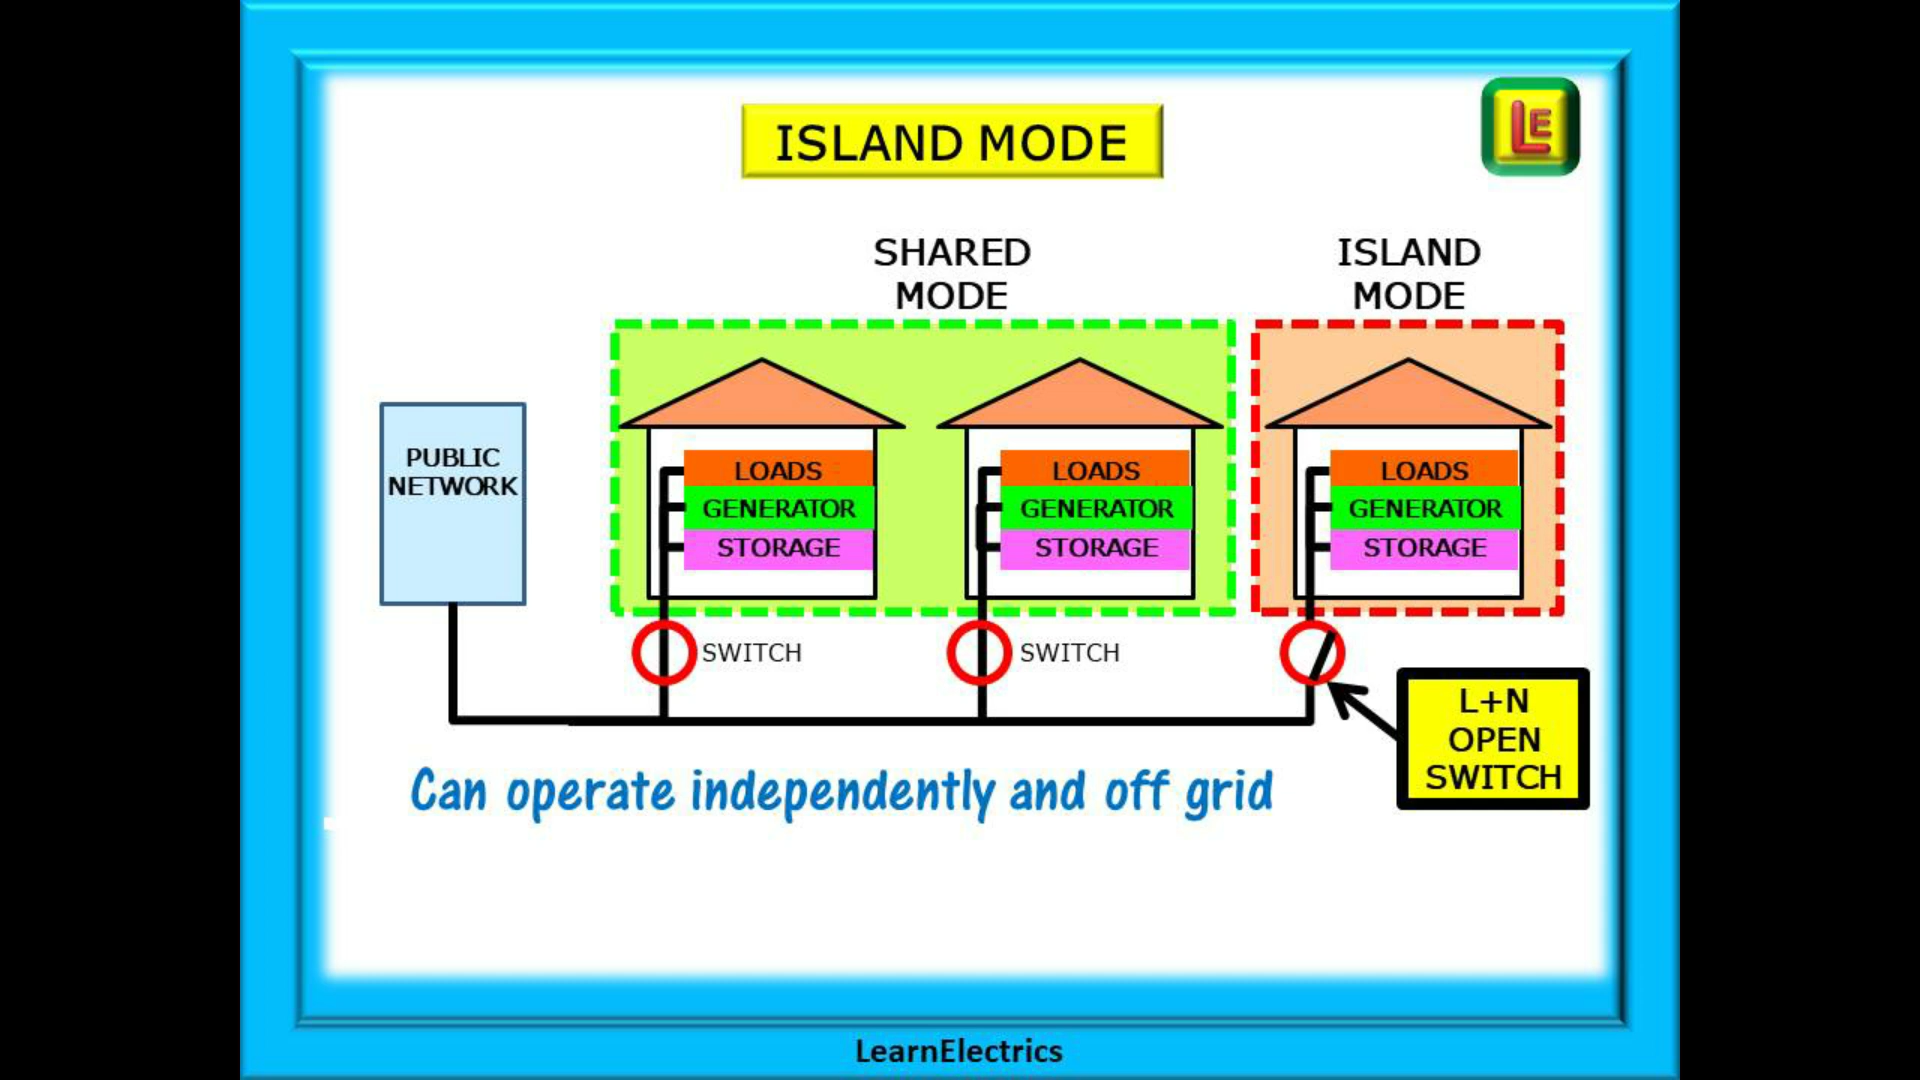 ISLAND MODE
LE
SHARED
MODE
ISLAND
MODE
PUBLIC
NETWORK
LOADS
GENERATOR
STORAGE
LOADS
GENERATOR
STORAGE
LOADS
GENERATOR
STORAGE
SWITCH
SWITCH
L+N
OPEN
SWITCH
Can operate independently and off grid
LearnElectrics